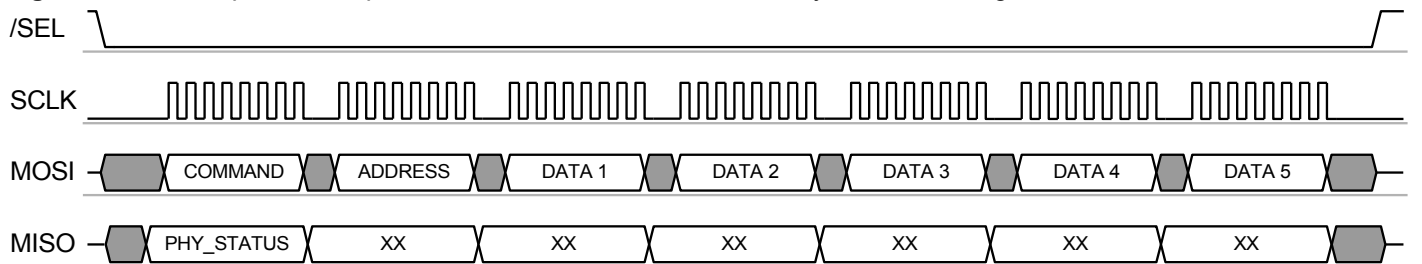 /SEL
SCLK
MOSI COMMAND ADDRESS DATA 1 DATA 2 DATA 3 DATA 4 DATA 5
MISO PHY_STATUS XX XX XX XX XX XX